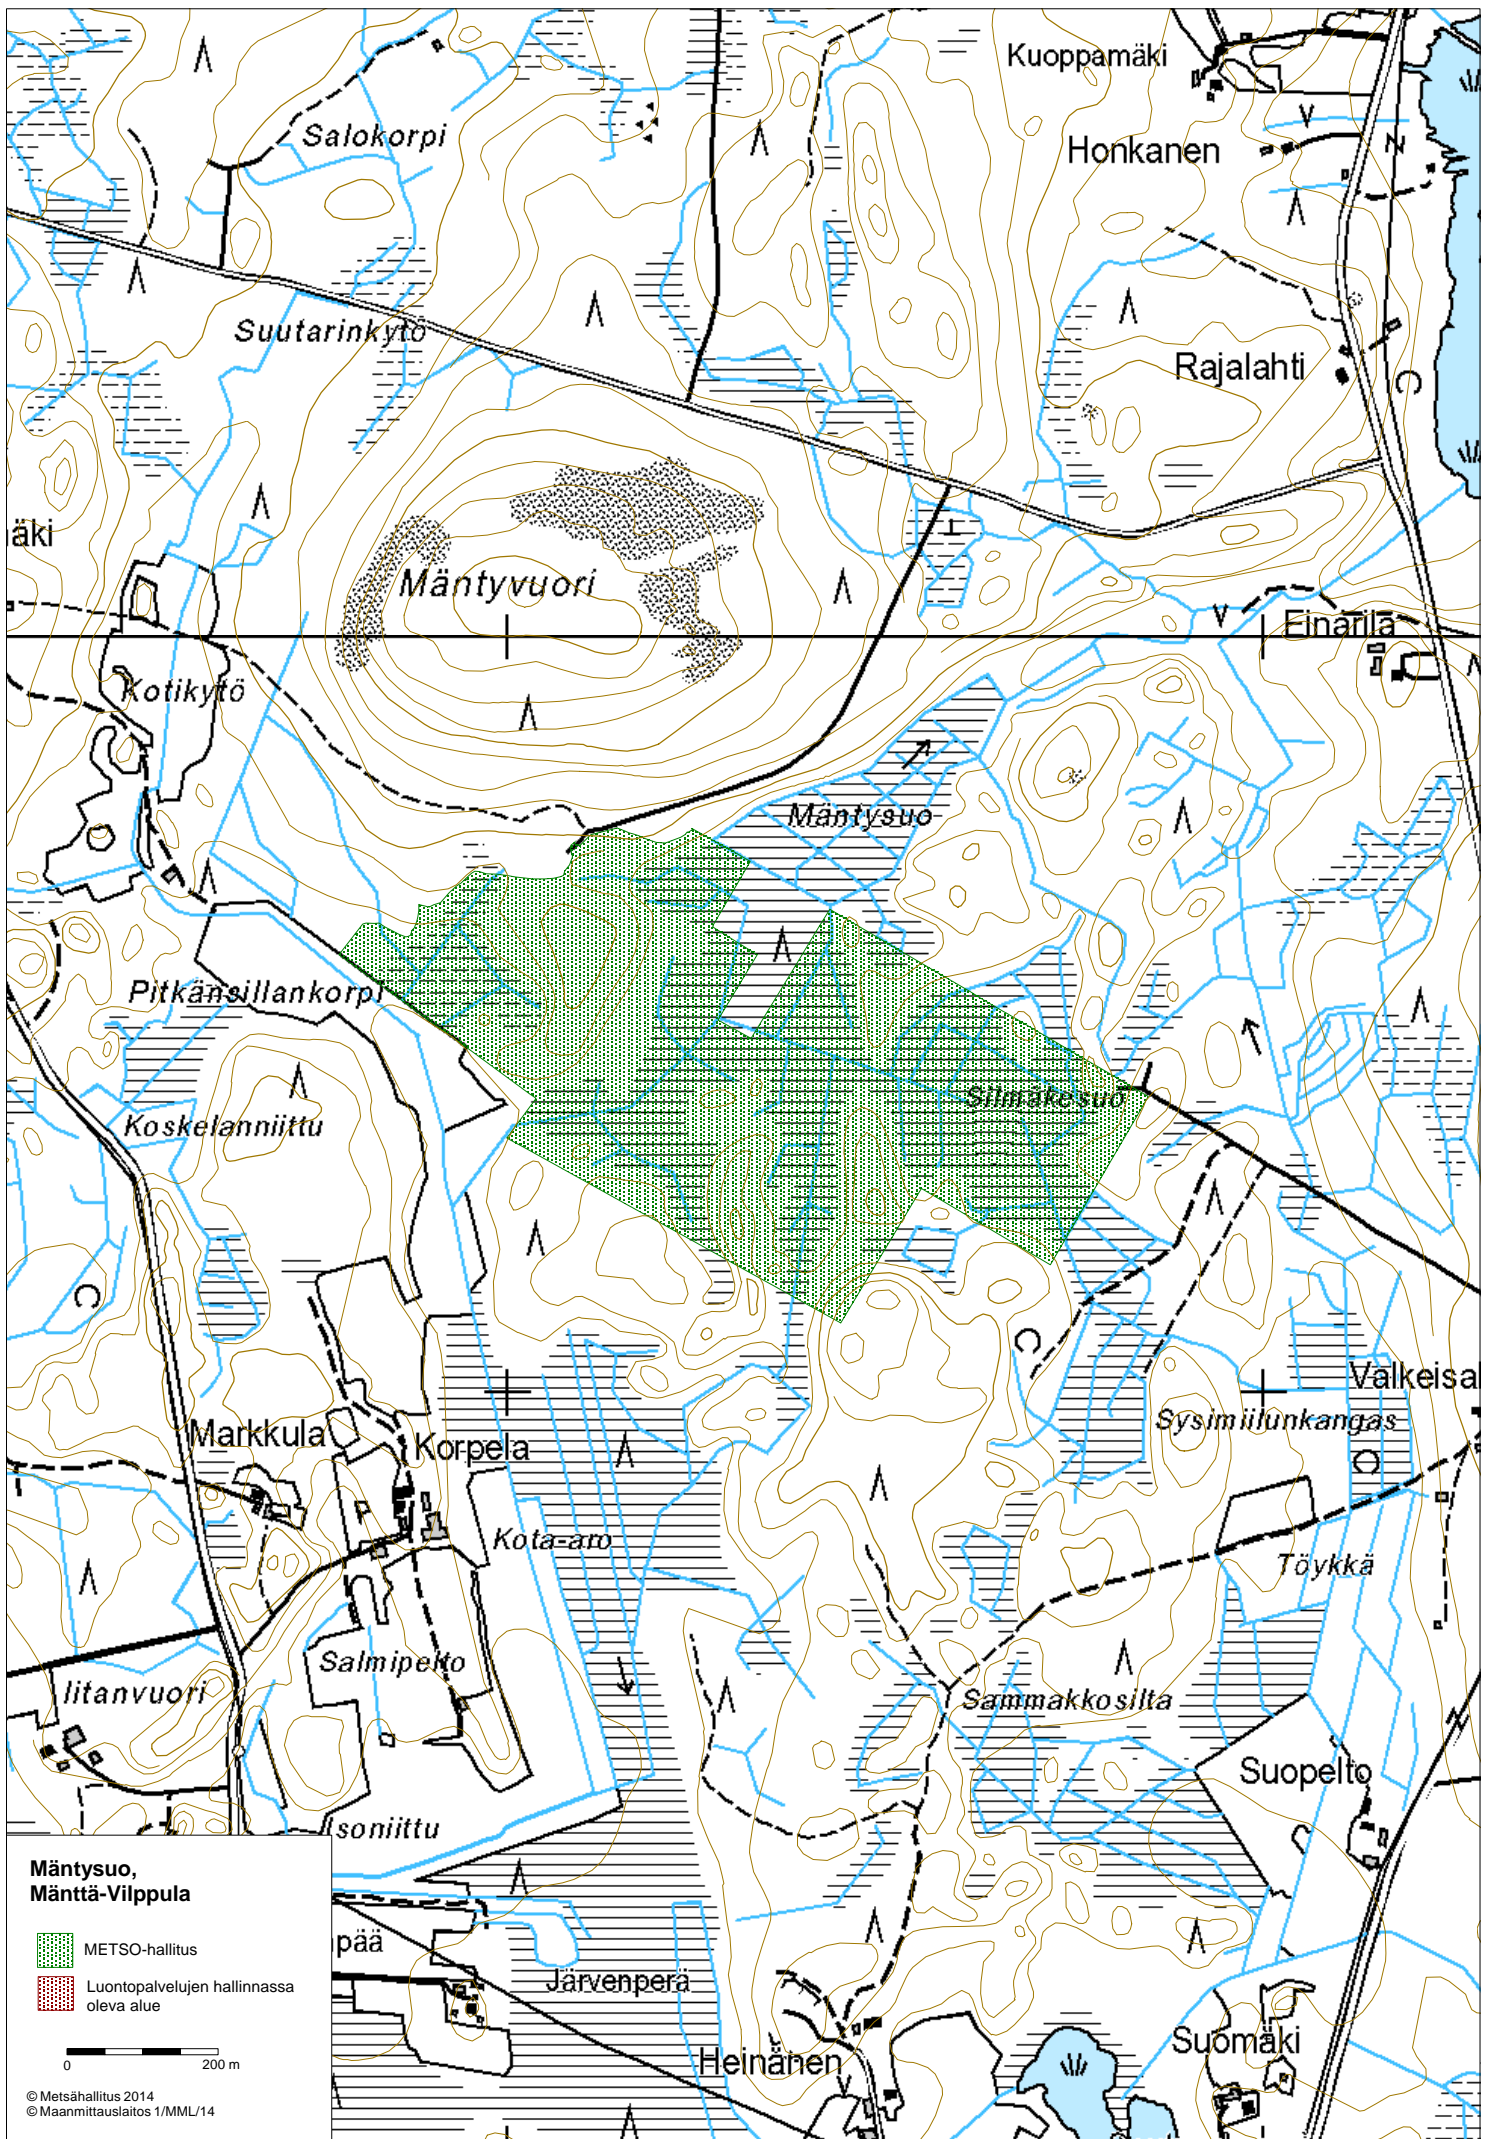 Kuoppamäki
Salokorpi
Honkanen
Suutarinkytö
Rajalahti
äki
Mäntyvuori
Einarila
Kotikytö
Mäntysuo
Pitkänsillankorpi
Silmäkesuo
Koskelanniittu
Valkeisal
Sysimiilunkangas
Markkula
Korpela
Kota-aro
Töykkä
Salmipelto
Iitanvuori
Sammakkosilta
Suopelto
Isoniittu
Mäntysuo,
Mänttä-Vilppula
METSO-hallitus
Luontopalvelujen hallinnassa
oleva alue
0 200 m
© Metsähallitus 2014
© Maanmittauslaitos 1/MML/14
pää
Järvenperä
Heinänen
Suomäki